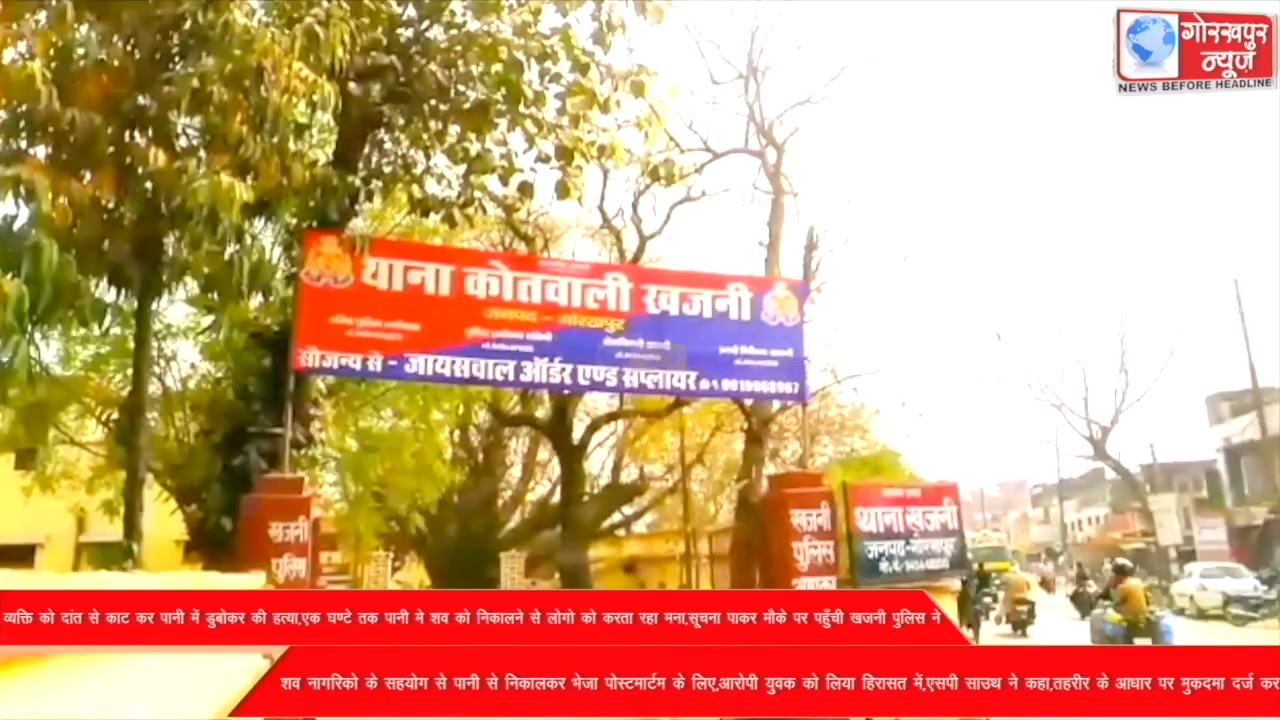 गोरखपुर
न्यूज़
NEWS BEFORE HEADLINE
थाना कोतवाली खजनी
जनपद - गोरखपुर
सौजन्य से - जायसवाल ऑर्डर एण्ड सप्लायर
खजनी
पुलिस
खजनी
पुलिस
आपका
थाना खजनी
जनपद-गोरखपुर
व्यक्ति को दांत से काट कर पानी में डुबोकर की हत्या,एक घण्टे तक पानी मे शव को निकालने से लोगो को करता रहा मना,सूचना पाकर मौके पर पहुँची खजनी पुलिस ने
शव नागरिको के सहयोग से पानी से निकालकर भेजा पोस्टमार्टम के लिए,आरोपी युवक को लिया हिरासत में,एसपी साउथ ने कहा,तहरीर के आधार पर मुकदमा दर्ज कर